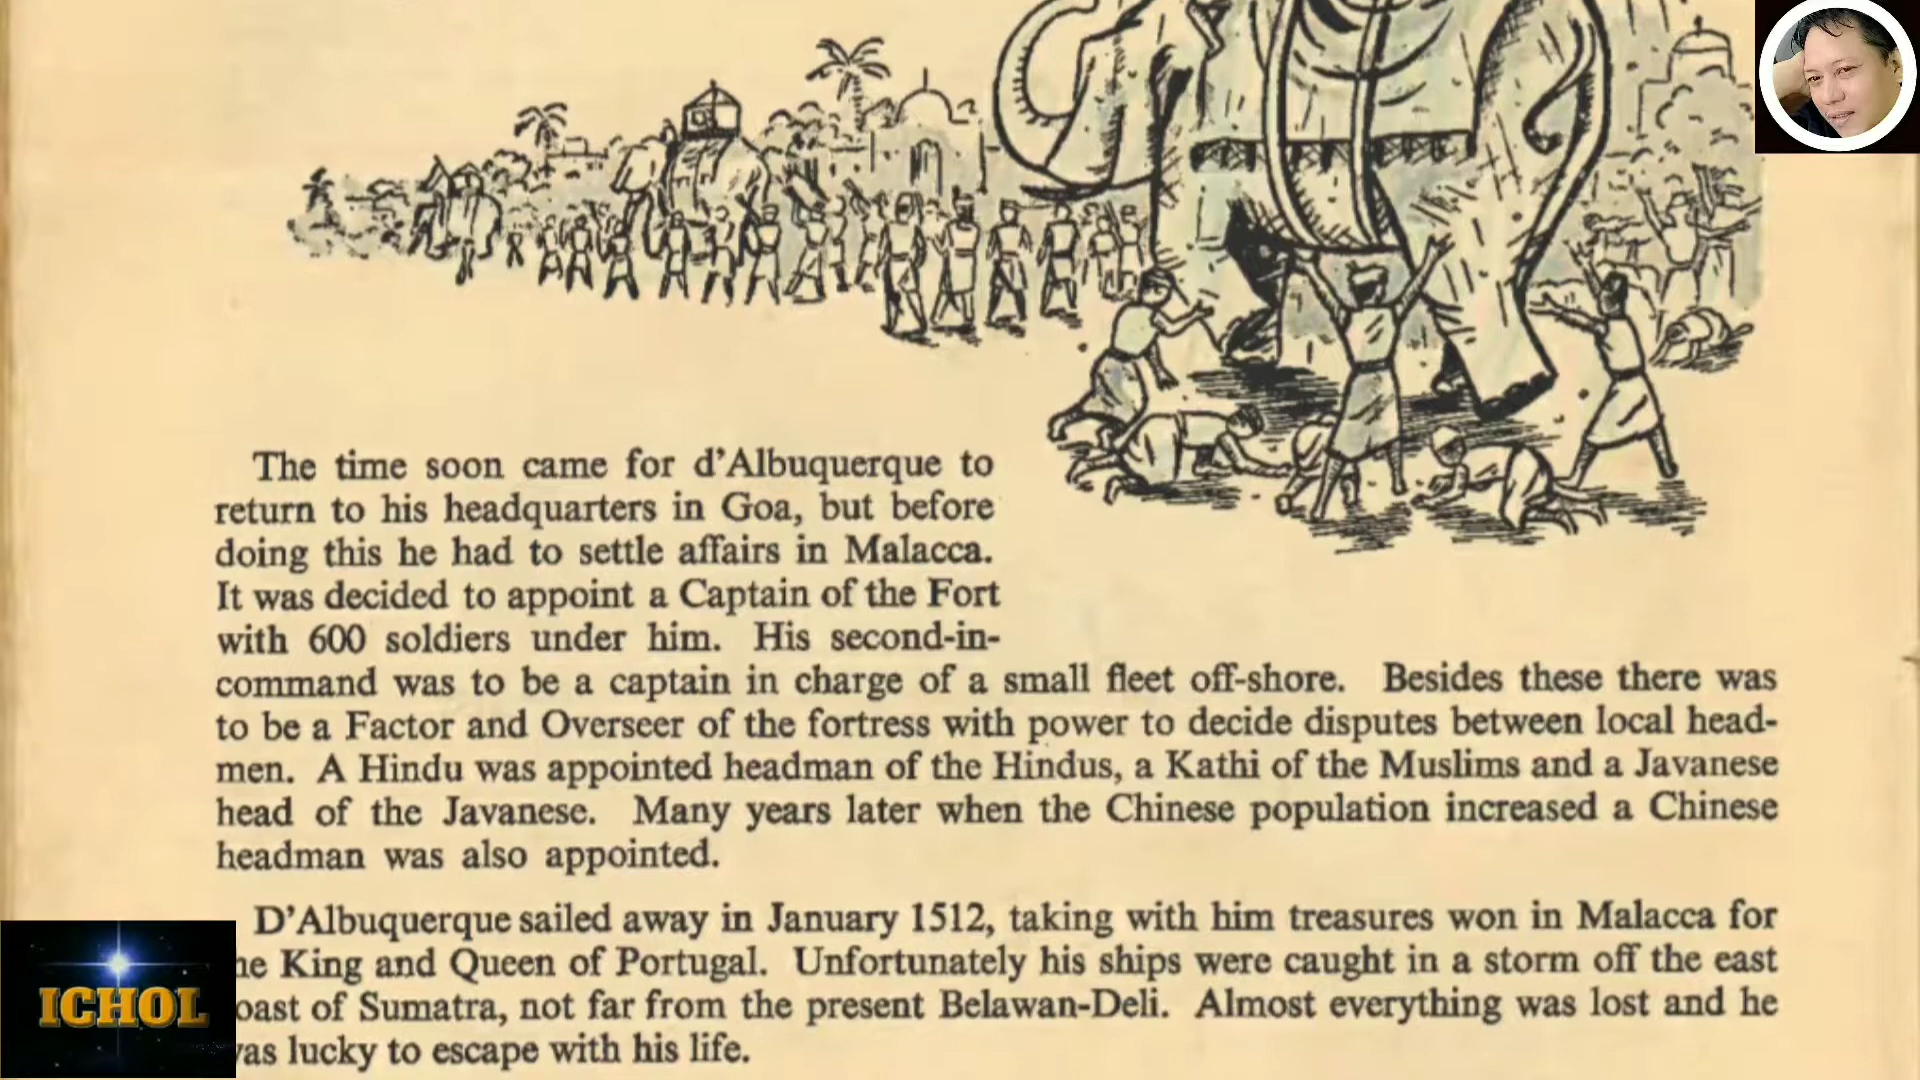 The time soon came for d'Albuquerque to
return to his headquarters in Goa, but before
doing this he had to settle affairs in Malacca.
It was decided to appoint a Captain of the Fort
with 600 soldiers under him. His second-in-
command was to be a captain in charge of a small fleet off-shore. Besides these there was
to be a Factor and Overseer of the fortress with power to decide disputes between local head-
men. A Hindu was appointed headman of the Hindus, a Kathi of the Muslims and a Javanese
head of the Javanese. Many years later when the Chinese population increased a Chinese
headman was also appointed.
D'Albuquerque sailed away in January 1512, taking with him treasures won in Malacca for
he King and Queen of Portugal. Unfortunately his ships were caught in a storm off the east
oast of Sumatra, not far from the present Belawan-Deli. Almost everything was lost and he
as lucky to escape with his life.
ICHOL